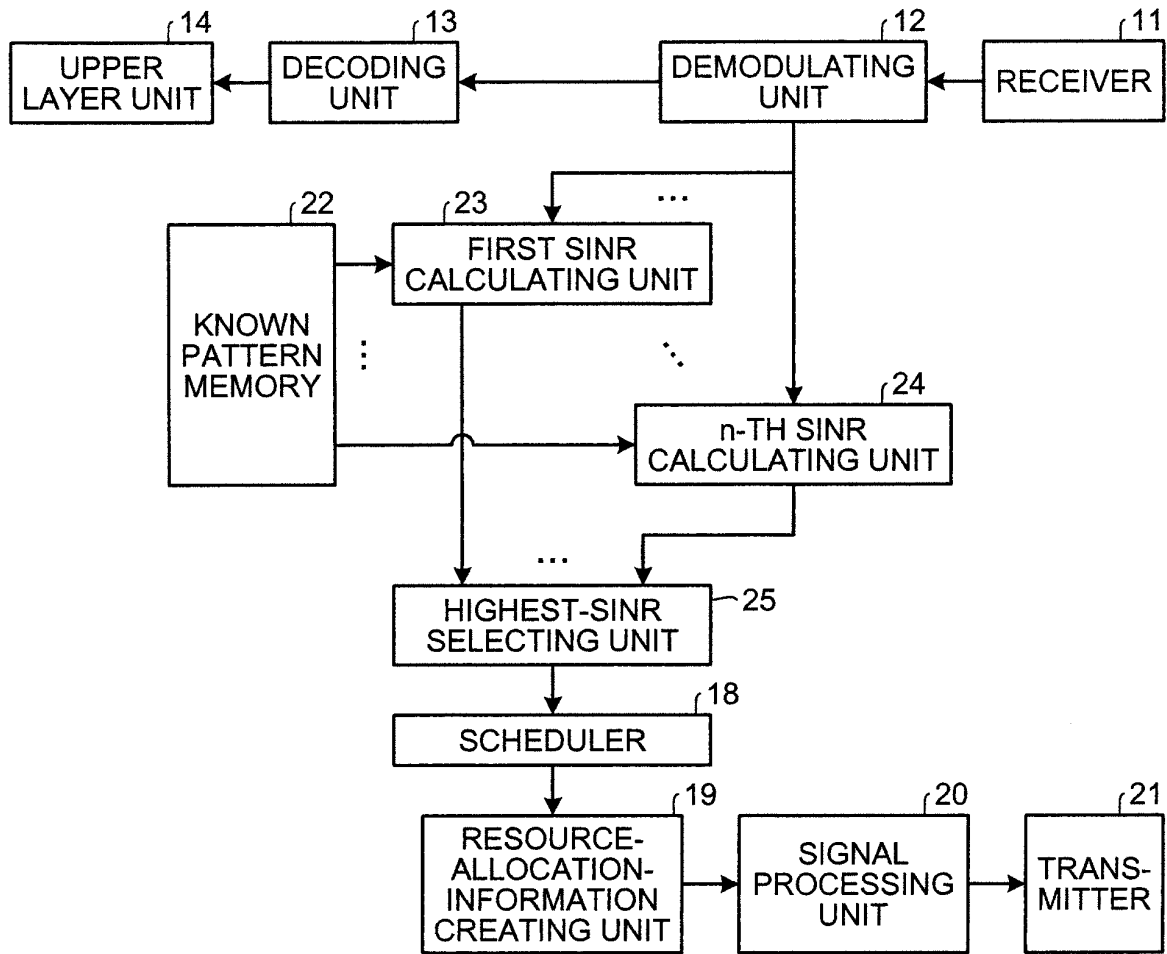 14
13
12
11
UPPER
LAYER UNIT
DECODING
UNIT
DEMODULATING
UNIT
RECEIVER
22
23
...
KNOWN
PATTERN
MEMORY
FIRST SINR
CALCULATING UNIT
...
...
24
n-TH SINR
CALCULATING UNIT
...
25
HIGHEST-SINR
SELECTING UNIT
18
SCHEDULER
19
20
21
RESOURCE-
ALLOCATION-
INFORMATION
CREATING UNIT
SIGNAL
PROCESSING
UNIT
TRANS-
MITTER